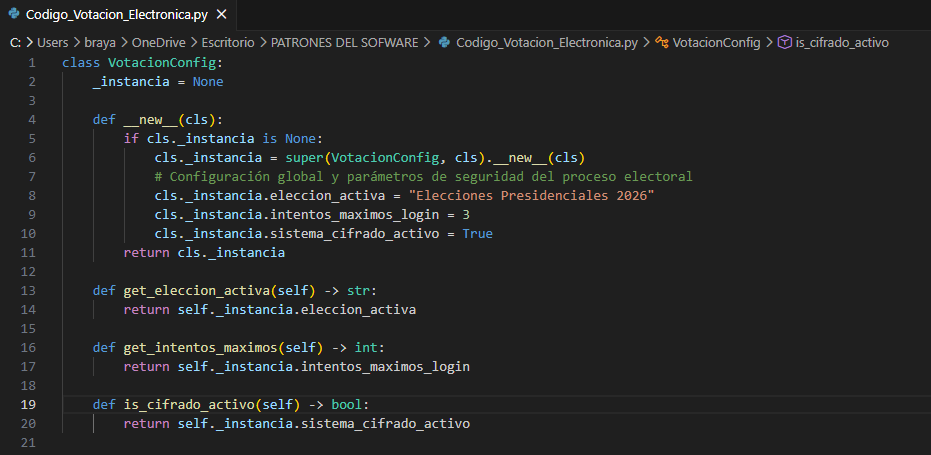 Codigo_Votacion_Electronica.py ×
C: > Users > braya > OneDrive > Escritorio > PATRONES DEL SOFWARE > Codigo_Votacion_Electronica.py > VotacionConfig > is_cifrado_activo
1 class VotacionConfig:
2     _instancia = None
3
4     def __new__(cls):
5         if cls._instancia is None:
6             cls._instancia = super(VotacionConfig, cls).__new__(cls)
7             # Configuración global y parámetros de seguridad del proceso electoral
8             cls._instancia.eleccion_activa = "Elecciones Presidenciales 2026"
9             cls._instancia.intentos_maximos_login = 3
10             cls._instancia.sistema_cifrado_activo = True
11         return cls._instancia
12
13     def get_eleccion_activa(self) -> str:
14         return self._instancia.eleccion_activa
15
16     def get_intentos_maximos(self) -> int:
17         return self._instancia.intentos_maximos_login
18
19     def is_cifrado_activo(self) -> bool:
20         return self._instancia.sistema_cifrado_activo
21